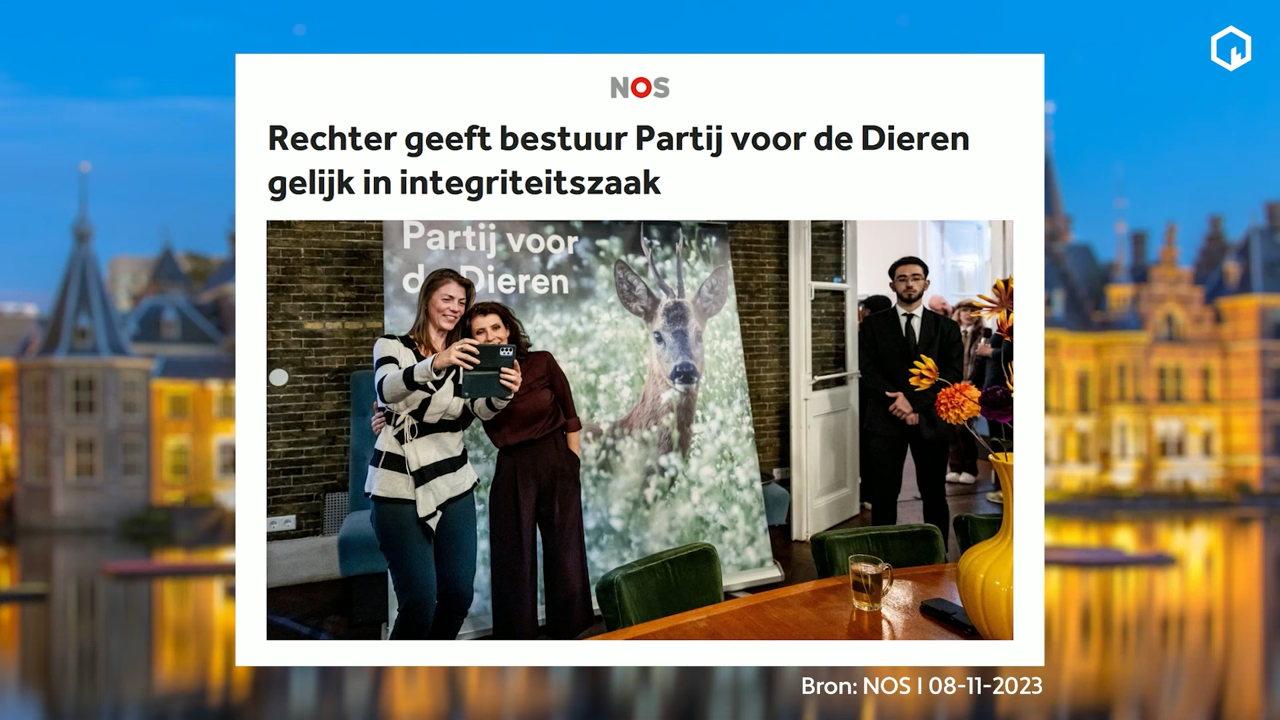 NOS
Rechter geeft bestuur Partij voor de Dieren
gelijk in integriteitszaak
Partij voor
de Dieren
Bron: NOS I 08-11-2023